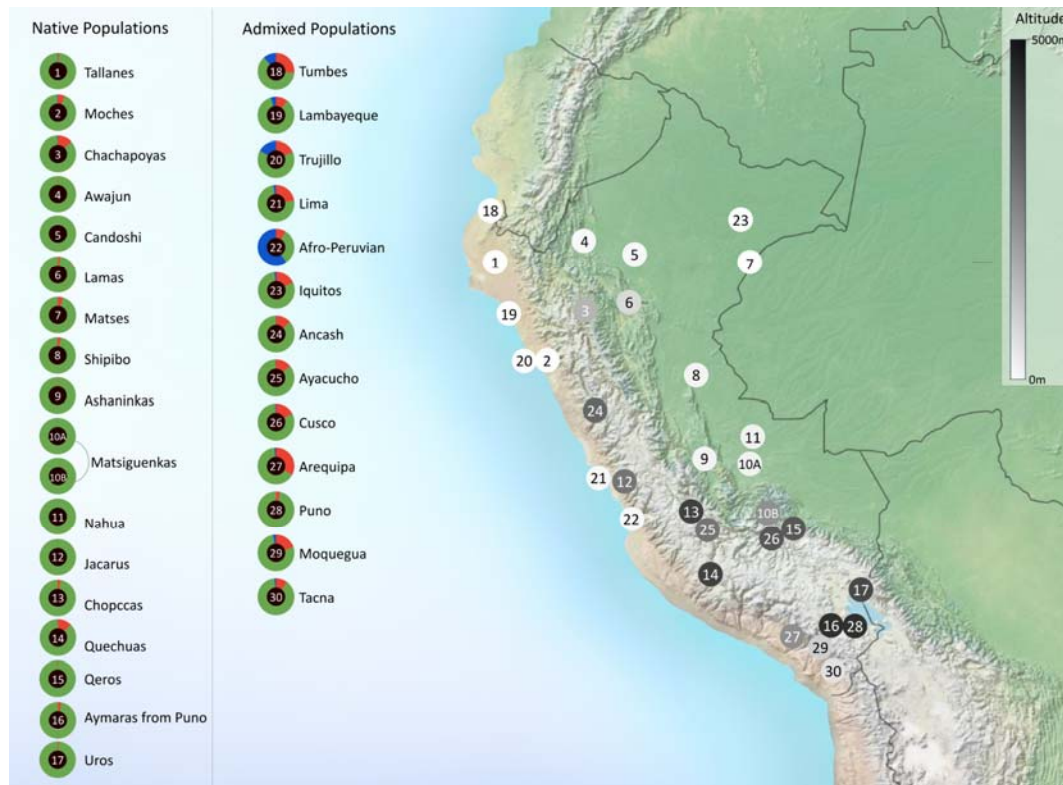 Native Populations
1 Tallanes
2 Moches
3 Chachapoyas
4 Awajun
5 Candoshi
6 Lamas
7 Matses
8 Shipibo
9 Ashaninkas
10A
Matsiguenkas
10B
11 Nahua
12 Jacarus
13 Chopccas
14 Quechuas
15 Qeros
16 Aymaras from Puno
17 Uros
Admixed Populations
18 Tumbes
19 Lambayeque
20 Trujillo
21 Lima
22 Afro-Peruvian
23 Iquitos
24 Ancash
25 Ayacucho
26 Cusco
27 Arequipa
28 Puno
29 Moquegua
30 Tacna
Altitude
5000m
0m
18
23
4
1
5
7
3
6
19
20 2
8
24
11
9
10A
21
12
13
10B
22
25
15
26
14
17
16 28
27
29
30